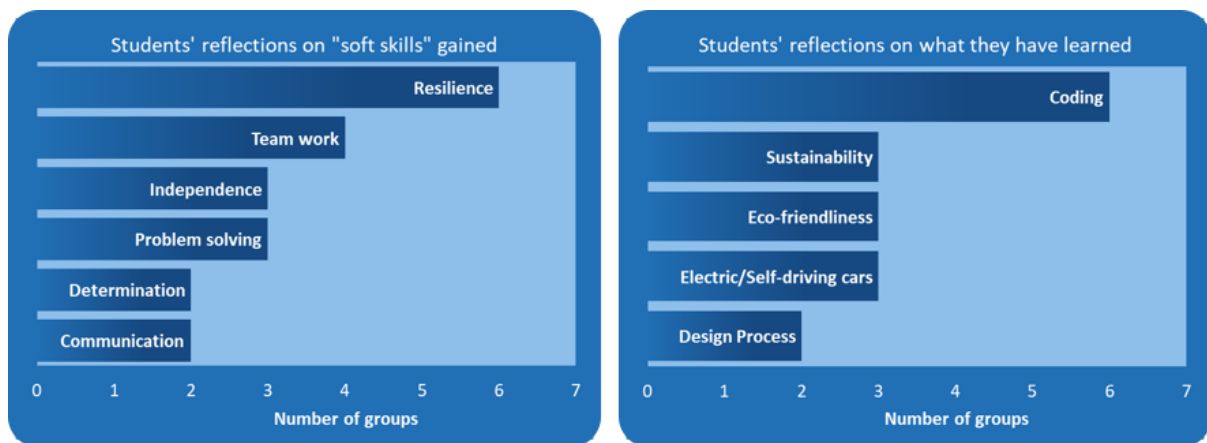 Students' reflections on "soft skills" gained
Resilience
Team work
Independence
Problem solving
Determination
Communication
0 1 2 3 4 5 6 7
Number of groups
Students' reflections on what they have learned
Coding
Sustainability
Eco-friendliness
Electric/Self-driving cars
Design Process
0 1 2 3 4 5 6 7
Number of groups